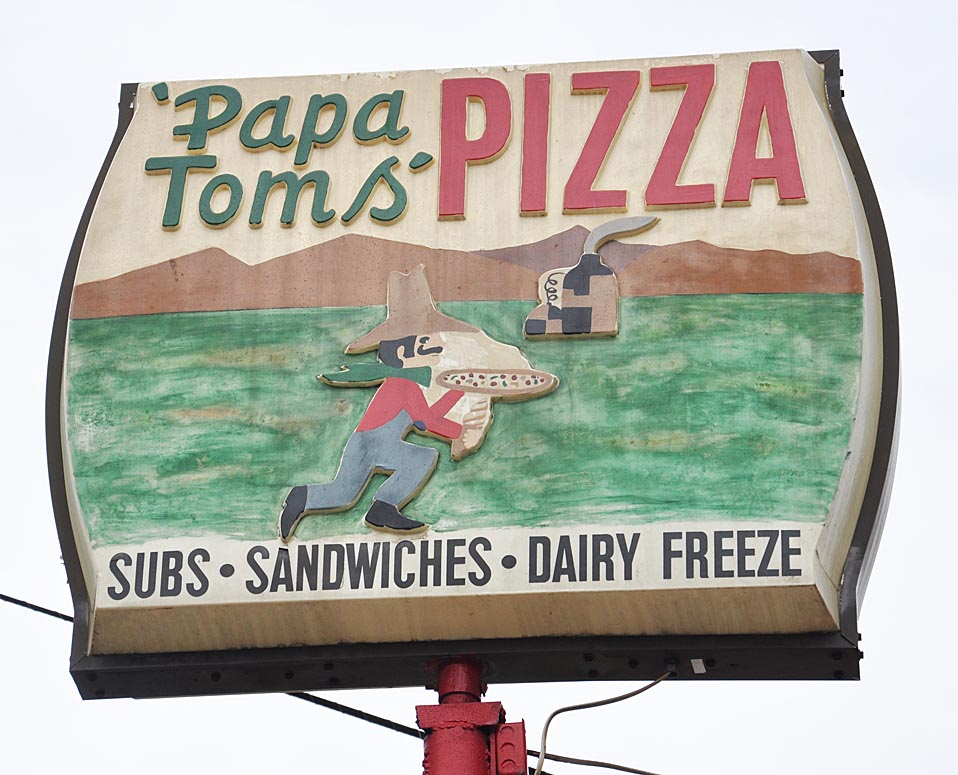 'Papa
Toms'
PIZZA
SUBS • SANDWICHES • DAIRY FREEZE